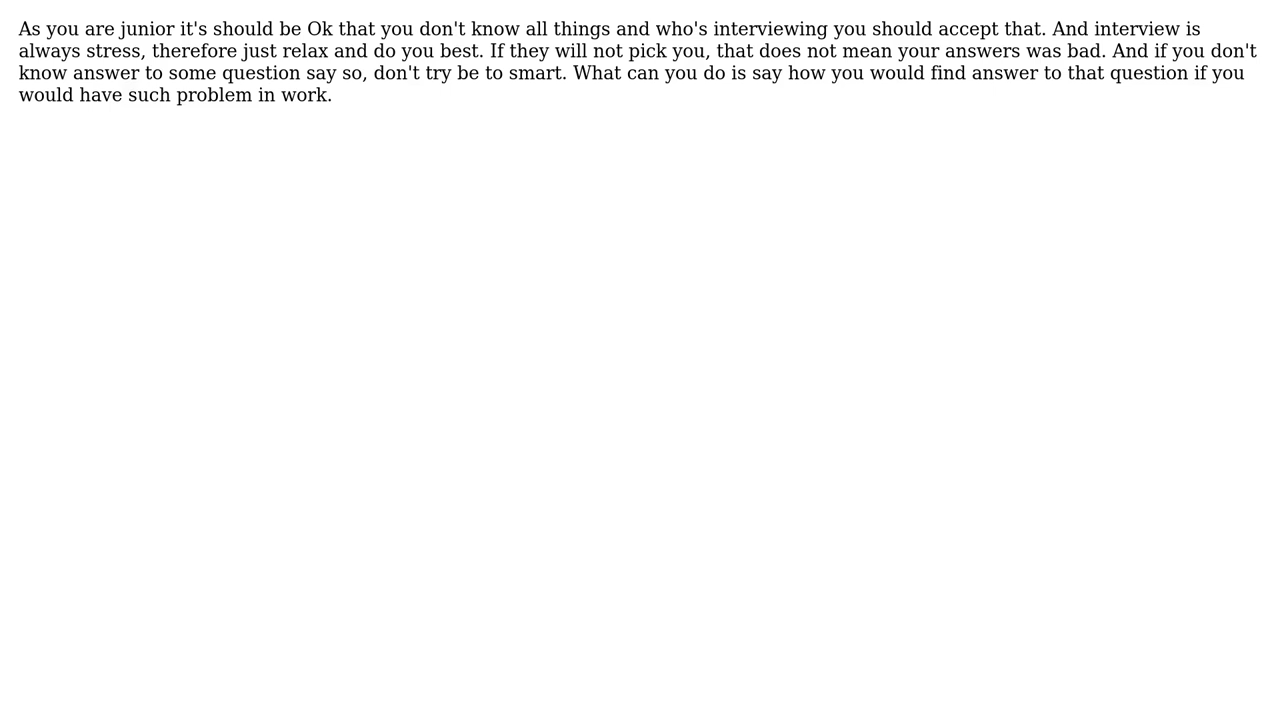 As you are junior it's should be Ok that you don't know all things and who's interviewing you should accept that. And interview is
always stress, therefore just relax and do you best. If they will not pick you, that does not mean your answers was bad. And if you don't
know answer to some question say so, don't try be to smart. What can you do is say how you would find answer to that question if you
would have such problem in work.